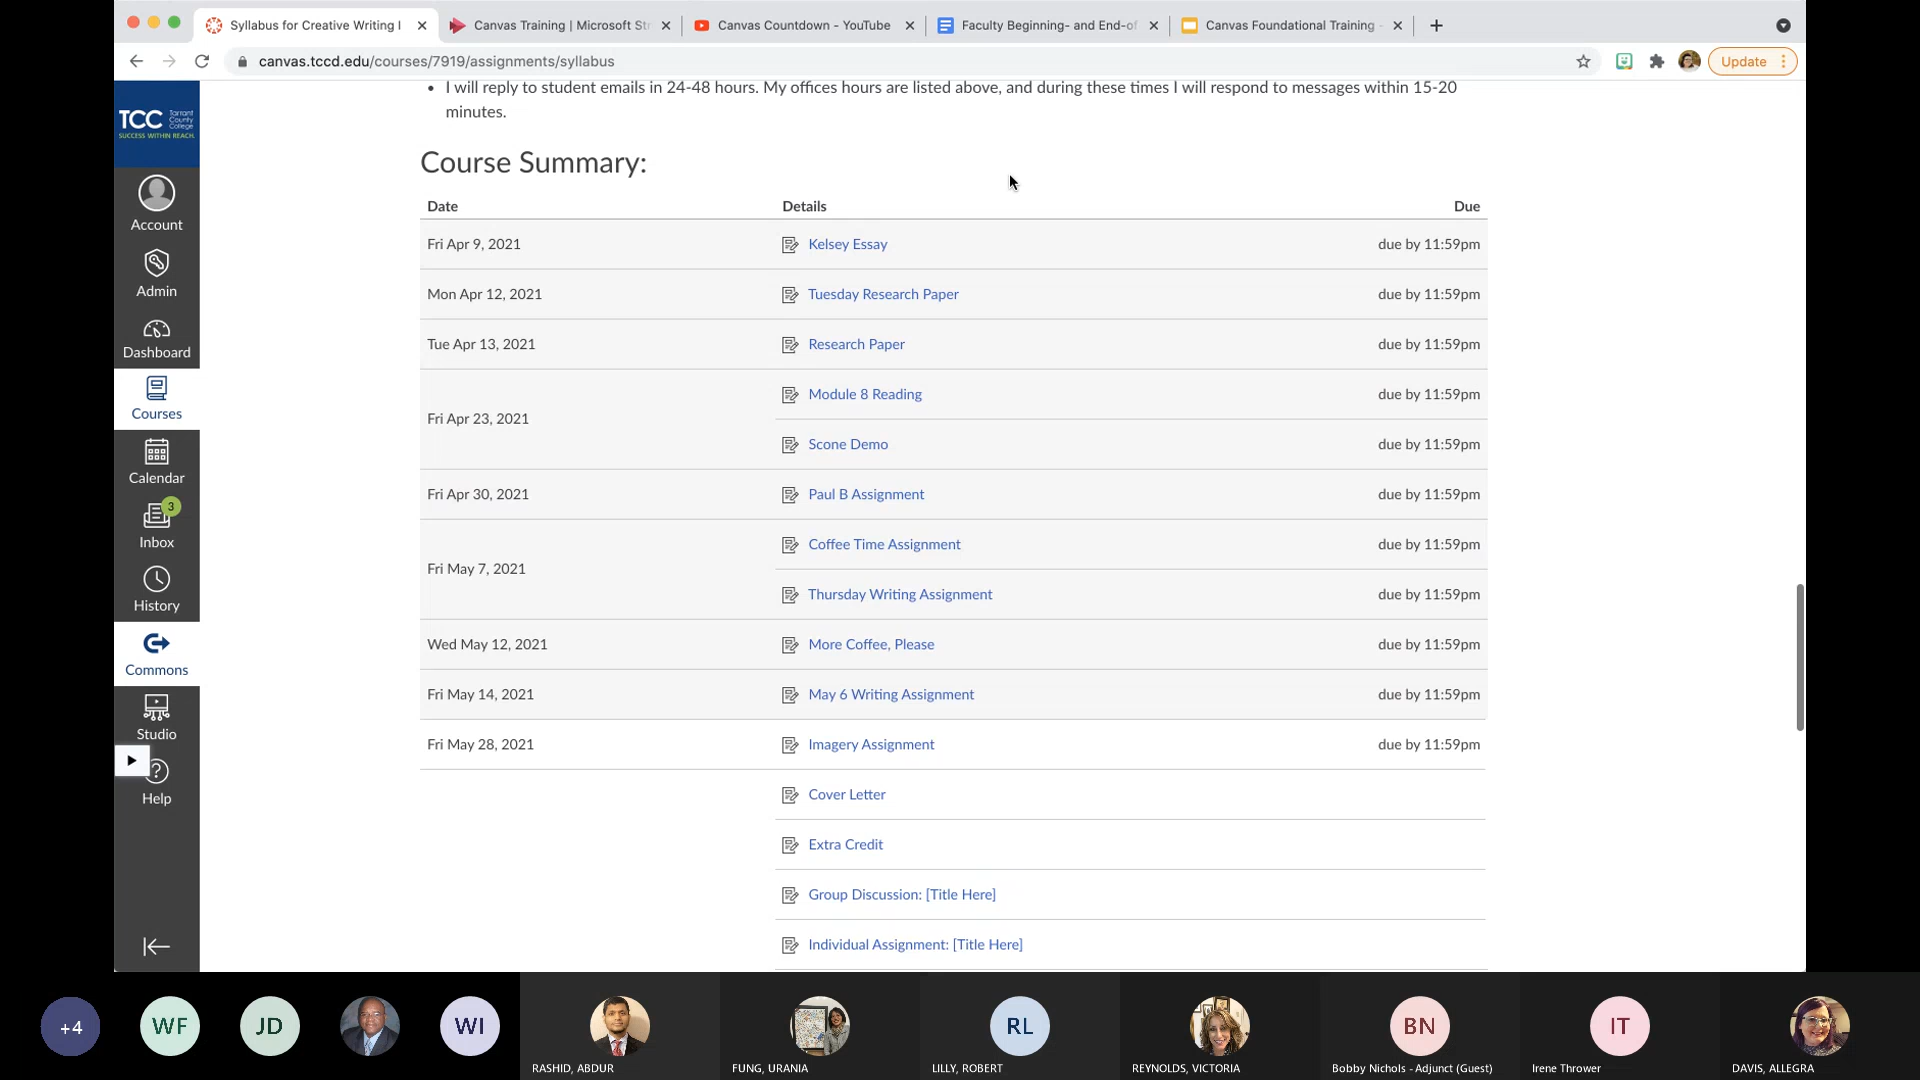 Syllabus for Creative Writing I
Canvas Training | Microsoft Str
Canvas Countdown - YouTube
Faculty Beginning- and End-of
Canvas Foundational Training -
canvas.tccd.edu/courses/7919/assignments/syllabus
Update
TCC Tarrant County College
SUCCESS WITHIN REACH.
Account
Admin
Dashboard
Courses
Calendar
3
Inbox
History
Commons
Studio
Help
• I will reply to student emails in 24-48 hours. My offices hours are listed above, and during these times I will respond to messages within 15-20
minutes.
Course Summary:
Date Details Due
Fri Apr 9, 2021 Kelsey Essay due by 11:59pm
Mon Apr 12, 2021 Tuesday Research Paper due by 11:59pm
Tue Apr 13, 2021 Research Paper due by 11:59pm
Fri Apr 23, 2021 Module 8 Reading due by 11:59pm
Scone Demo due by 11:59pm
Fri Apr 30, 2021 Paul B Assignment due by 11:59pm
Fri May 7, 2021 Coffee Time Assignment due by 11:59pm
Thursday Writing Assignment due by 11:59pm
Wed May 12, 2021 More Coffee, Please due by 11:59pm
Fri May 14, 2021 May 6 Writing Assignment due by 11:59pm
Fri May 28, 2021 Imagery Assignment due by 11:59pm
Cover Letter
Extra Credit
Group Discussion: [Title Here]
Individual Assignment: [Title Here]
+4 WF JD WI RL BN IT
RASHID, ABDUR FUNG, URANIA LILLY, ROBERT REYNOLDS, VICTORIA Bobby Nichols - Adjunct (Guest) Irene Thrower DAVIS, ALLEGRA